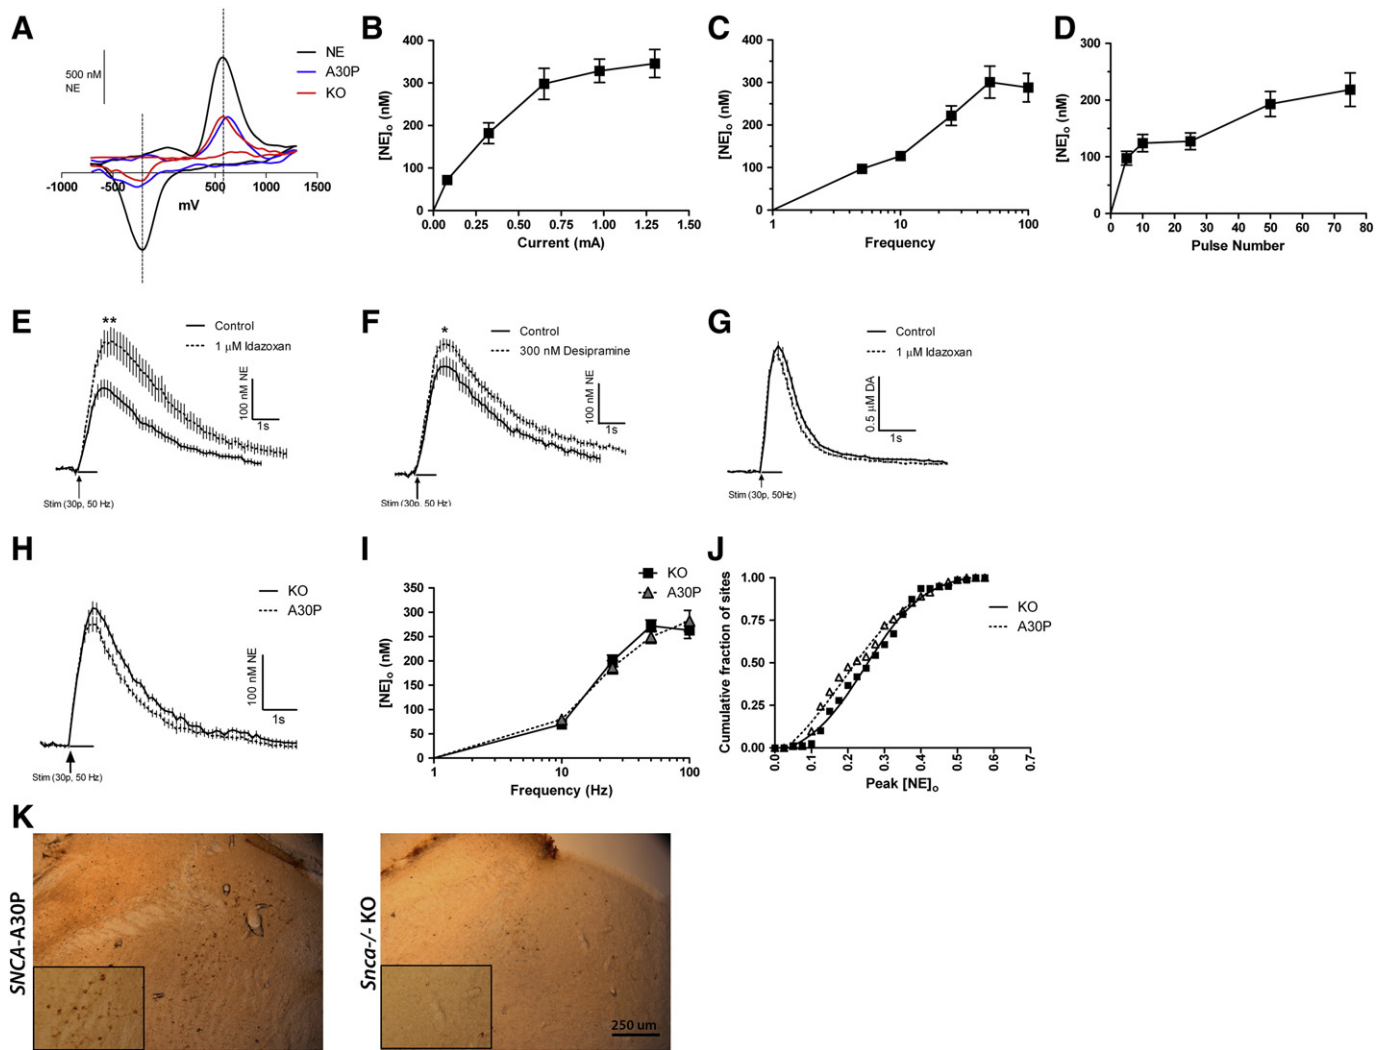 A
500 nM
NE
NE
A30P
KO
-1000
-500
500
1000
1500
mV
B
[NE]o (nM)
400
300
200
100
0
0.00
0.25
0.50
0.75
1.00
1.25
1.50
Current (mA)
C
[NE]o (nM)
400
300
200
100
0
1
10
100
Frequency
D
[NE]o (nM)
300
200
100
0
0
10
20
30
40
50
60
70
80
Pulse Number
E
**
Control
1 μM Idazoxan
100 nM NE
1s
Stim (30p, 50 Hz)
F
*
Control
300 nM Desipramine
100 nM NE
1s
Stim (30p, 50 Hz)
G
Control
1 μM Idazoxan
0.5 μM DA
1s
Stim (30p, 50Hz)
H
KO
A30P
100 nM NE
1s
Stim (30p, 50 Hz)
I
KO
A30P
[NE]o (nM)
350
300
250
200
150
100
50
0
1
10
100
Frequency (Hz)
J
Cumulative fraction of sites
1.00
0.75
0.50
0.25
0.00
0.0
0.1
0.2
0.3
0.4
0.5
0.6
0.7
Peak [NE]o
KO
A30P
K
SNCA-A30P
Snca-/- KO
250 um